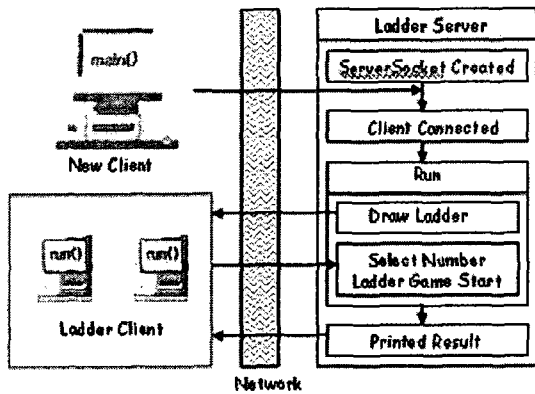 Ladder Server
main()
ServerSocket Created
New Client
Client Connected
Run
Draw Ladder
run()
run()
Select Number
Ladder Game Start
Ladder Client
Printed Result
Network